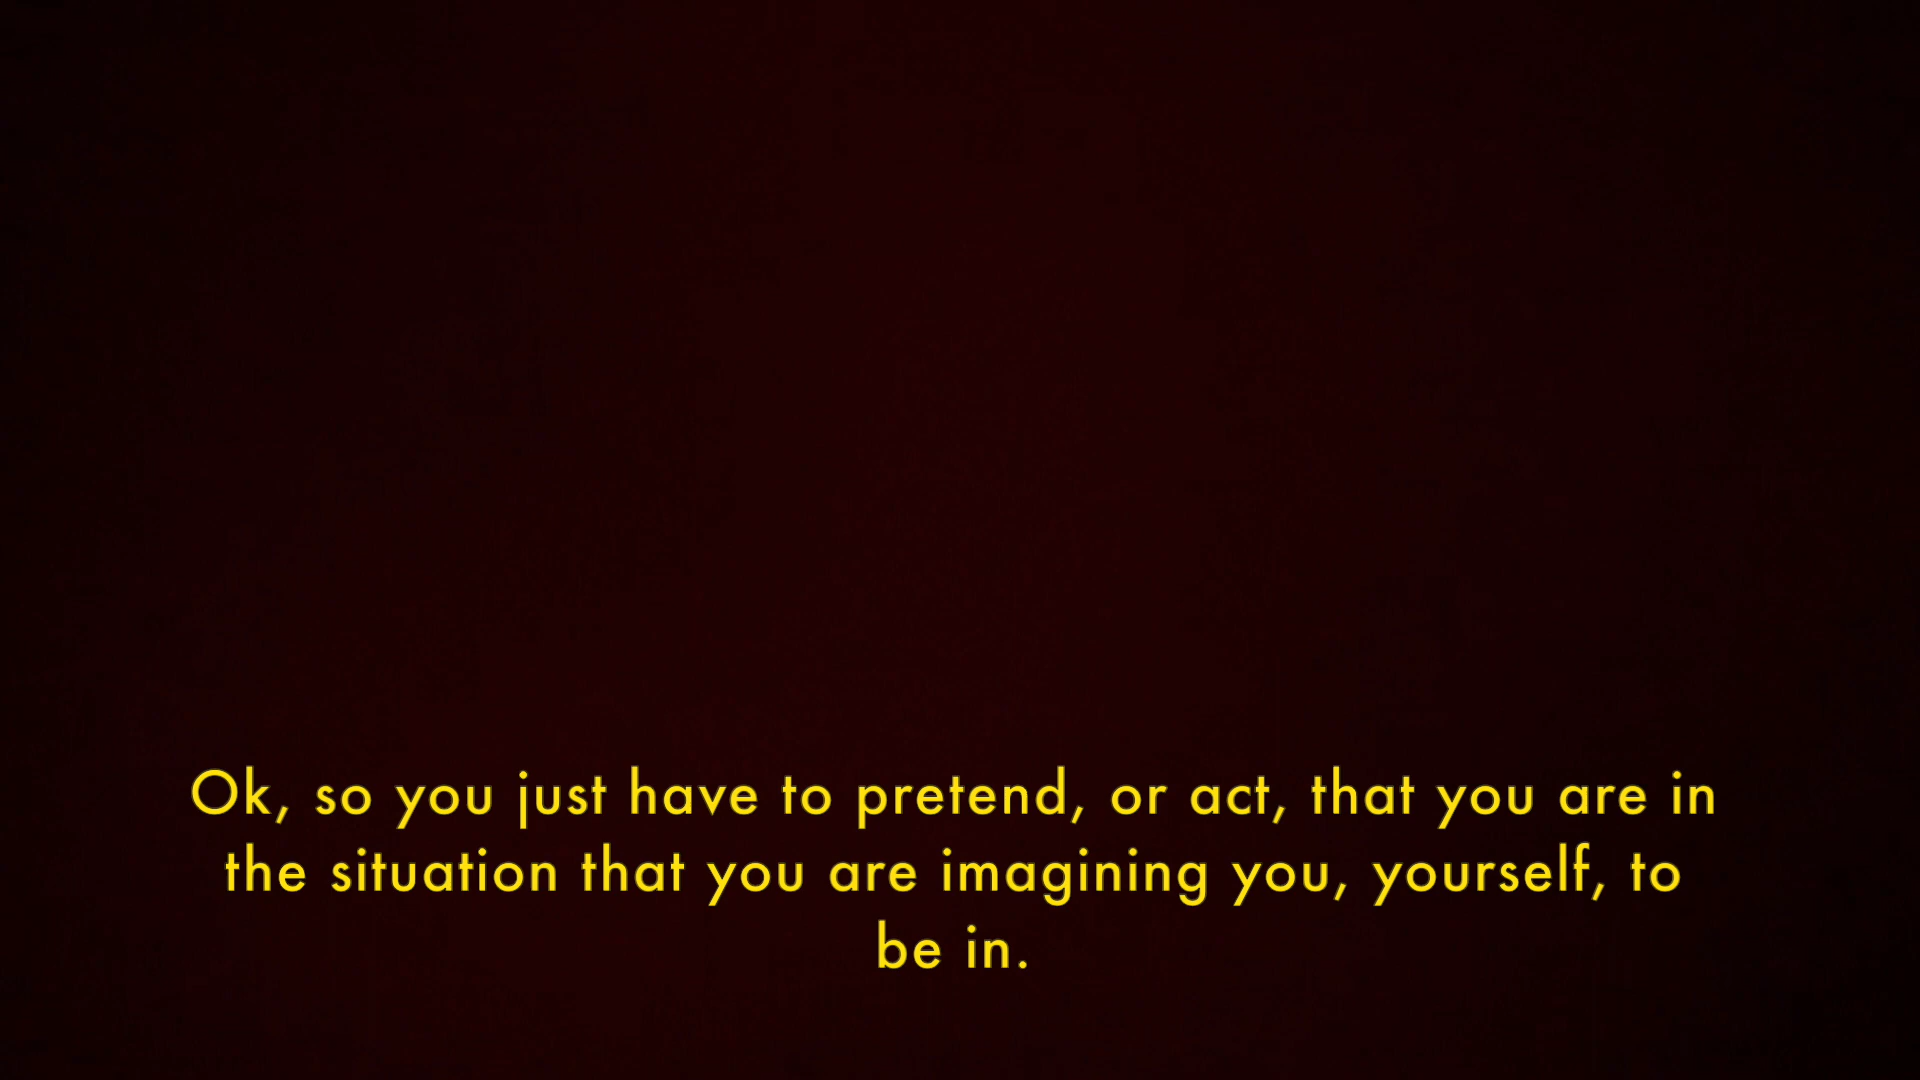 Ok, so you just have to pretend, or act, that you are in
the situation that you are imagining you, yourself, to
be in.